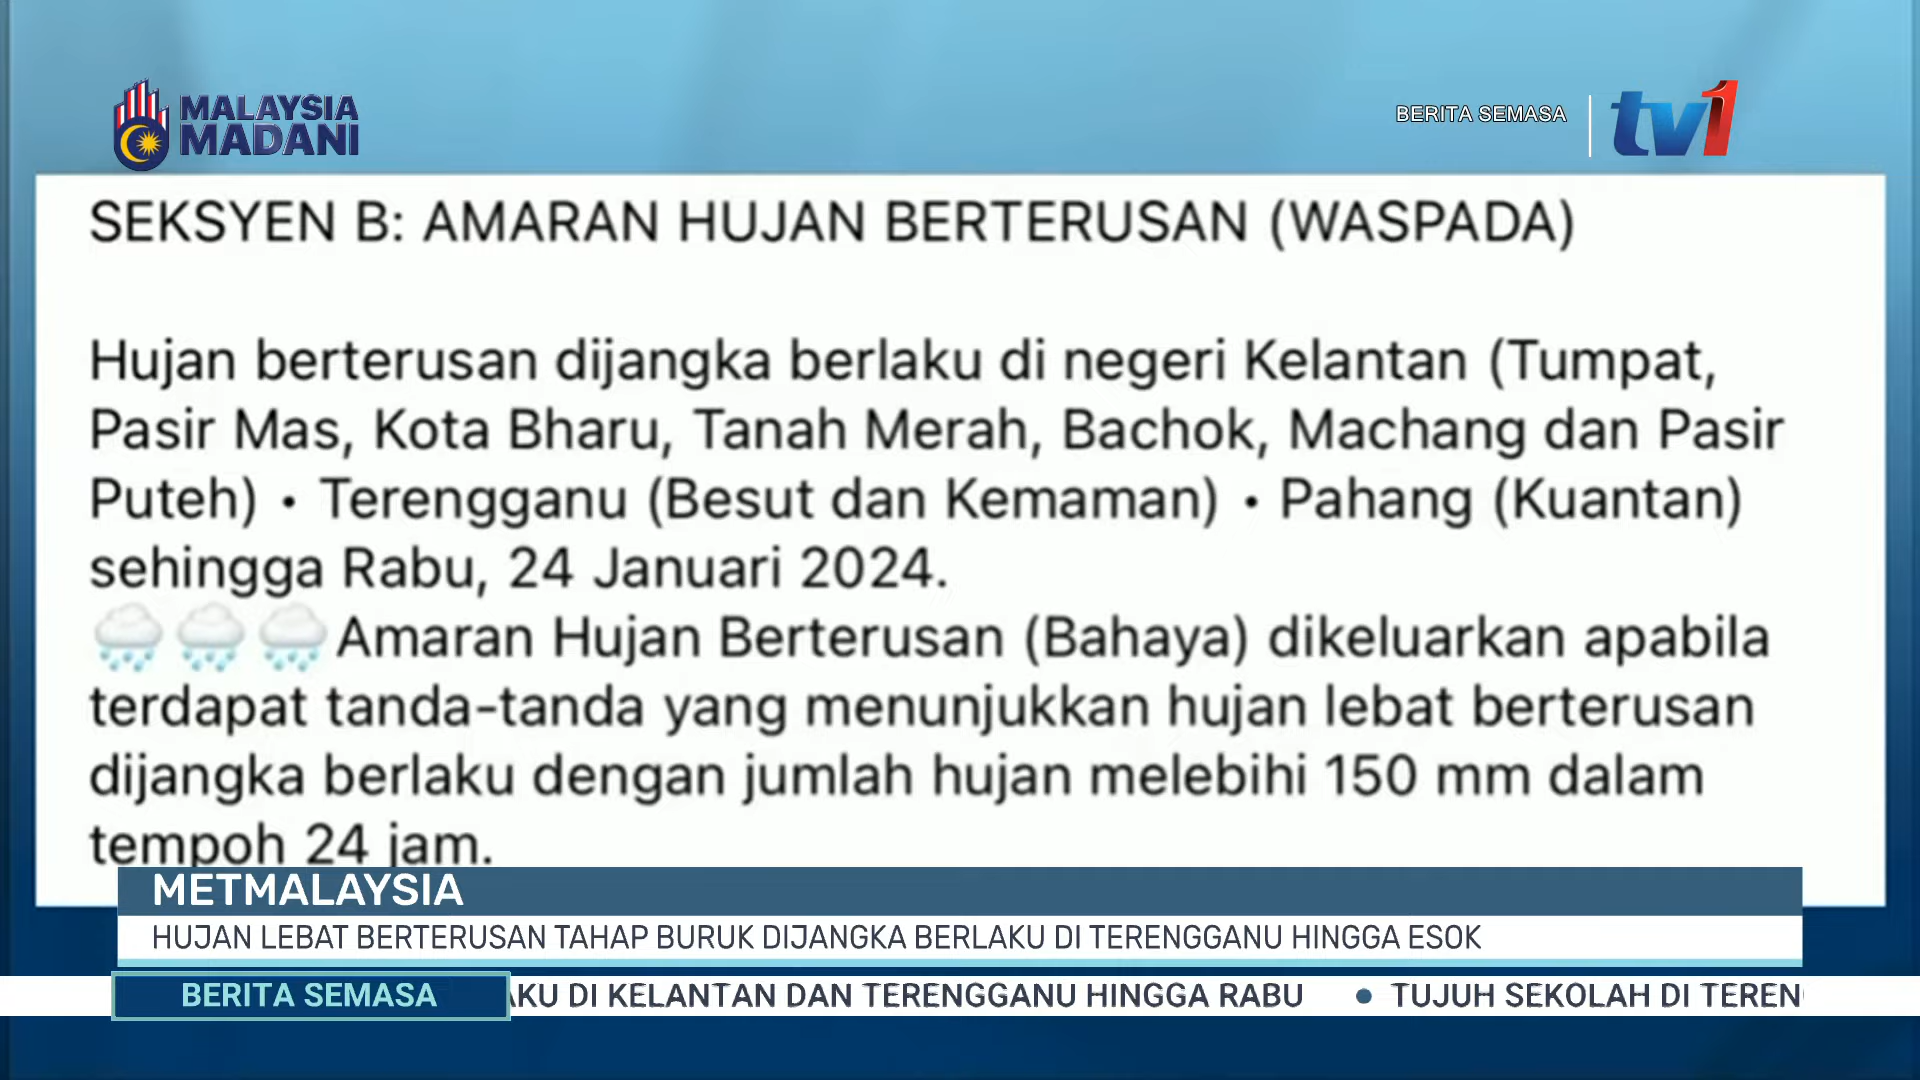 MALAYSIA
MADANI
BERITA SEMASA
tv1
SEKSYEN B: AMARAN HUJAN BERTERUSAN (WASPADA)
Hujan berterusan dijangka berlaku di negeri Kelantan (Tumpat,
Pasir Mas, Kota Bharu, Tanah Merah, Bachok, Machang dan Pasir
Puteh) • Terengganu (Besut dan Kemaman) • Pahang (Kuantan)
sehingga Rabu, 24 Januari 2024.
🌧️🌧️🌧️Amaran Hujan Berterusan (Bahaya) dikeluarkan apabila
terdapat tanda-tanda yang menunjukkan hujan lebat berterusan
dijangka berlaku dengan jumlah hujan melebihi 150 mm dalam
tempoh 24 jam.
METMALAYSIA
HUJAN LEBAT BERTERUSAN TAHAP BURUK DIJANGKA BERLAKU DI TERENGGANU HINGGA ESOK
BERITA SEMASA
AKU DI KELANTAN DAN TERENGGANU HINGGA RABU • TUJUH SEKOLAH DI TEREN